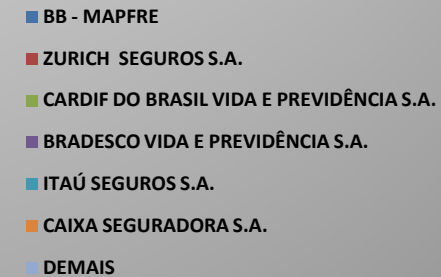 BB - MAPFRE
ZURICH SEGUROS S.A.
CARDIF DO BRASIL VIDA E PREVIDÊNCIA S.A.
BRADESCO VIDA E PREVIDÊNCIA S.A.
ITAÚ SEGUROS S.A.
CAIXA SEGURADORA S.A.
DEMAIS